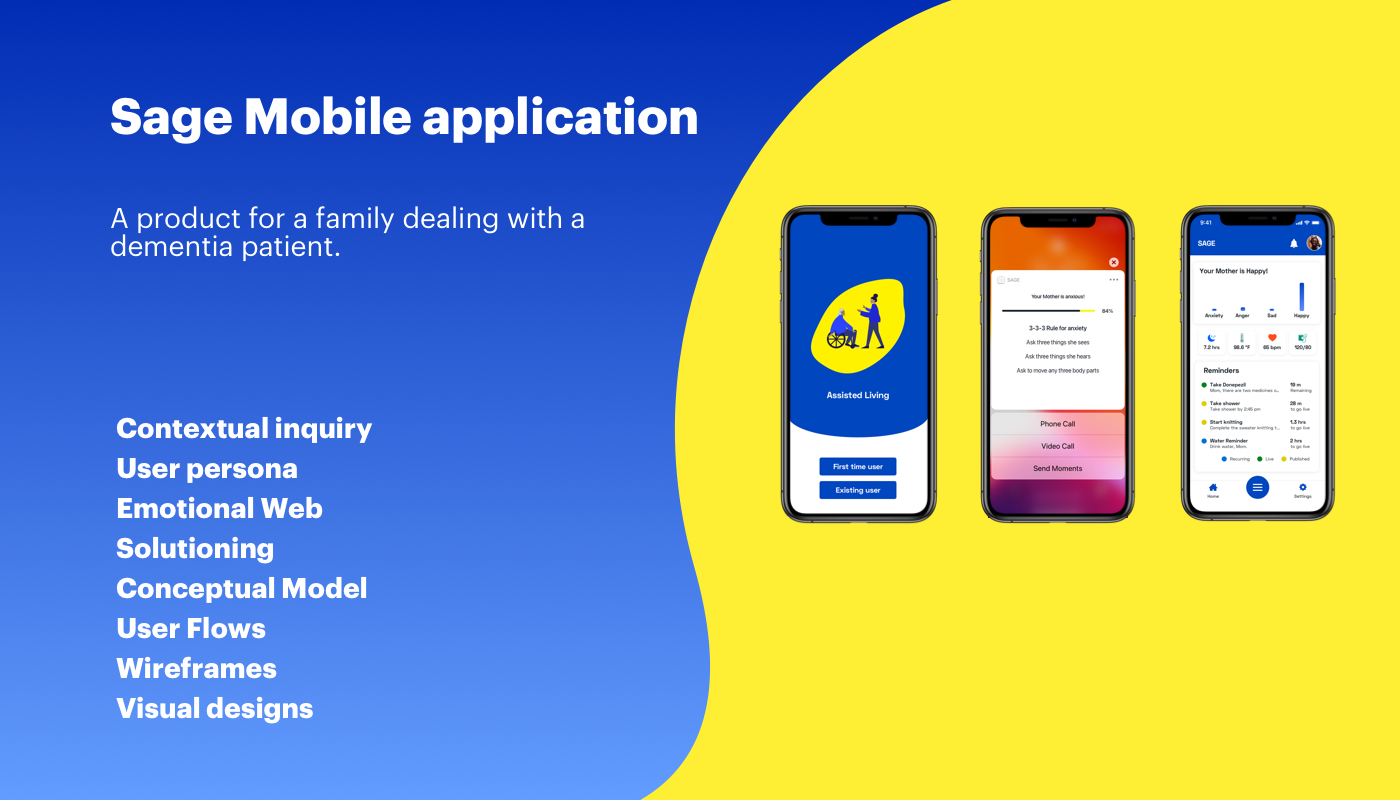 Sage Mobile application
A product for a family dealing with a
dementia patient.
Contextual inquiry
User persona
Emotional Web
Solutioning
Conceptual Model
User Flows
Wireframes
Visual designs
Assisted Living
First time user
Existing user
SAGE
Your Mother is anxious!
84%
3-3-3 Rule for anxiety
Ask three things she sees
Ask three things she hears
Ask to move any three body parts
Phone Call
Video Call
Send Moments
9:41
SAGE
Your Mother is Happy!
Anxiety Anger Sad Happy
7.2 hrs 98.6 °F 65 bpm 120/80
Reminders
Take Donepezil 10 m
Mom, there are two medicines o... Remaining
Take shower 28 m
Take shower by 2:45 pm to go live
Start knitting 1.3 hrs
Complete the sweater knitting t... to go live
Water Reminder 2 hrs
Drink water, Mom. to go live
Recurring Live Published
Home Settings